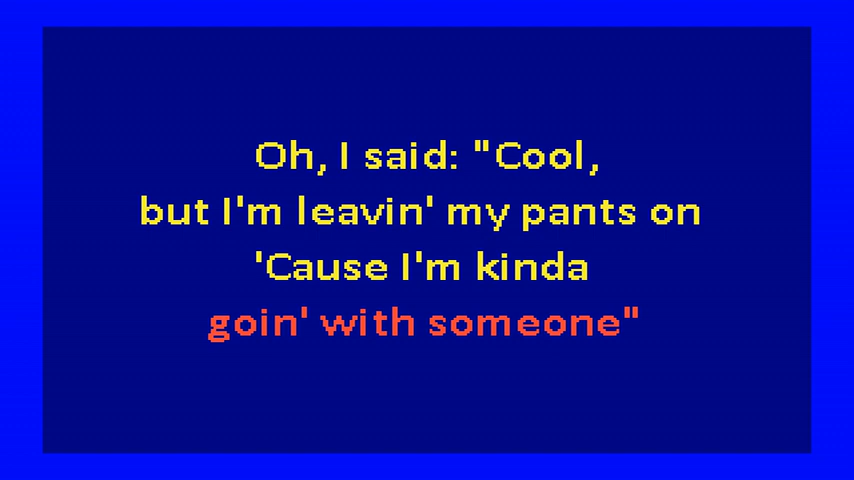 Oh, I said: "Cool,
but I'm leavin' my pants on
'Cause I'm kinda
goin' with someone"